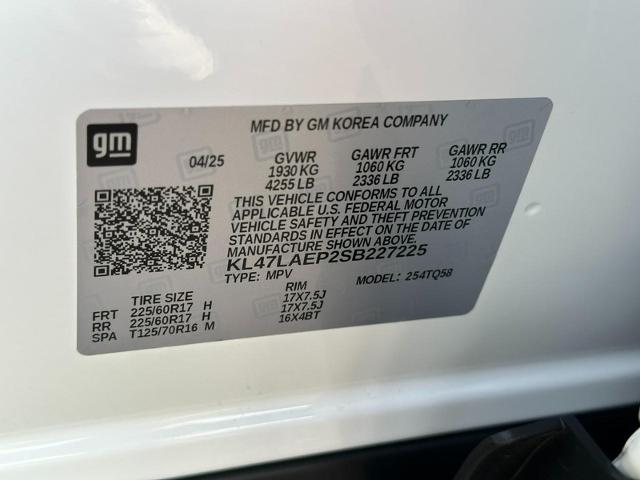 gm
MFD BY GM KOREA COMPANY
04/25 GVWR GAWR FRT GAWR RR
1930 KG 1060 KG 1060 KG
4255 LB 2336 LB 2336 LB
THIS VEHICLE CONFORMS TO ALL
APPLICABLE U.S. FEDERAL MOTOR
VEHICLE SAFETY AND THEFT PREVENTION
STANDARDS IN EFFECT ON THE DATE OF
MANUFACTURE SHOWN ABOVE.
KL47LAEP2SB227225
TYPE: MPV MODEL: 254TQ58
TIRE SIZE RIM
FRT 225/60R17 H 17X7.5J
RR 225/60R17 H 17X7.5J
SPA T125/70R16 M 16X4BT